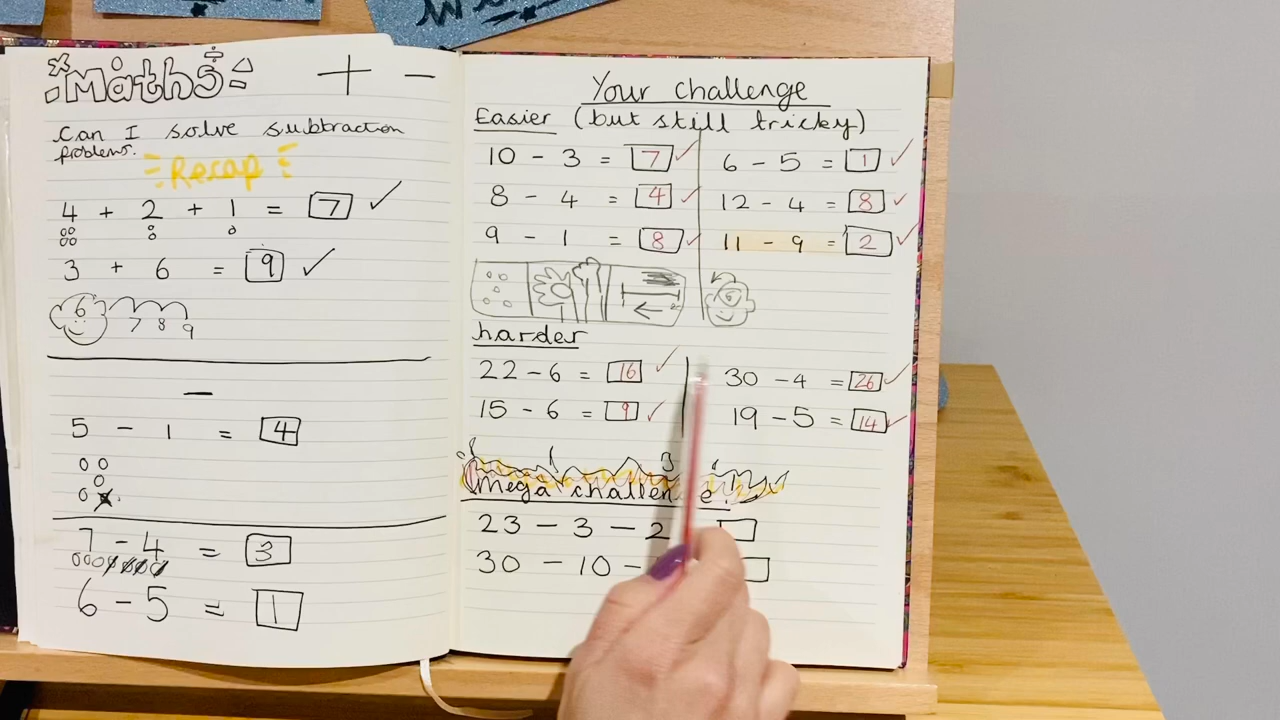 Maths + -
Can I solve subtraction
problems.
Recap
4 + 2 + 1 = 7 ✓
3 + 6 = 9 ✓
6 7 8 9
-
5 - 1 = 4
7 - 4 = 3
6 - 5 = 1
Your challenge
Easier (but still tricky)
10 - 3 = 7 ✓
8 - 4 = 4 ✓
9 - 1 = 8 ✓
6 - 5 = 1 ✓
12 - 4 = 8 ✓
11 - 9 = 2 ✓
6
harder
22 - 6 = 16 ✓
15 - 6 = 9 ✓
30 - 4 = 26 ✓
19 - 5 = 14 ✓
Mega challenge.
23 - 3 - 2
30 - 10 -